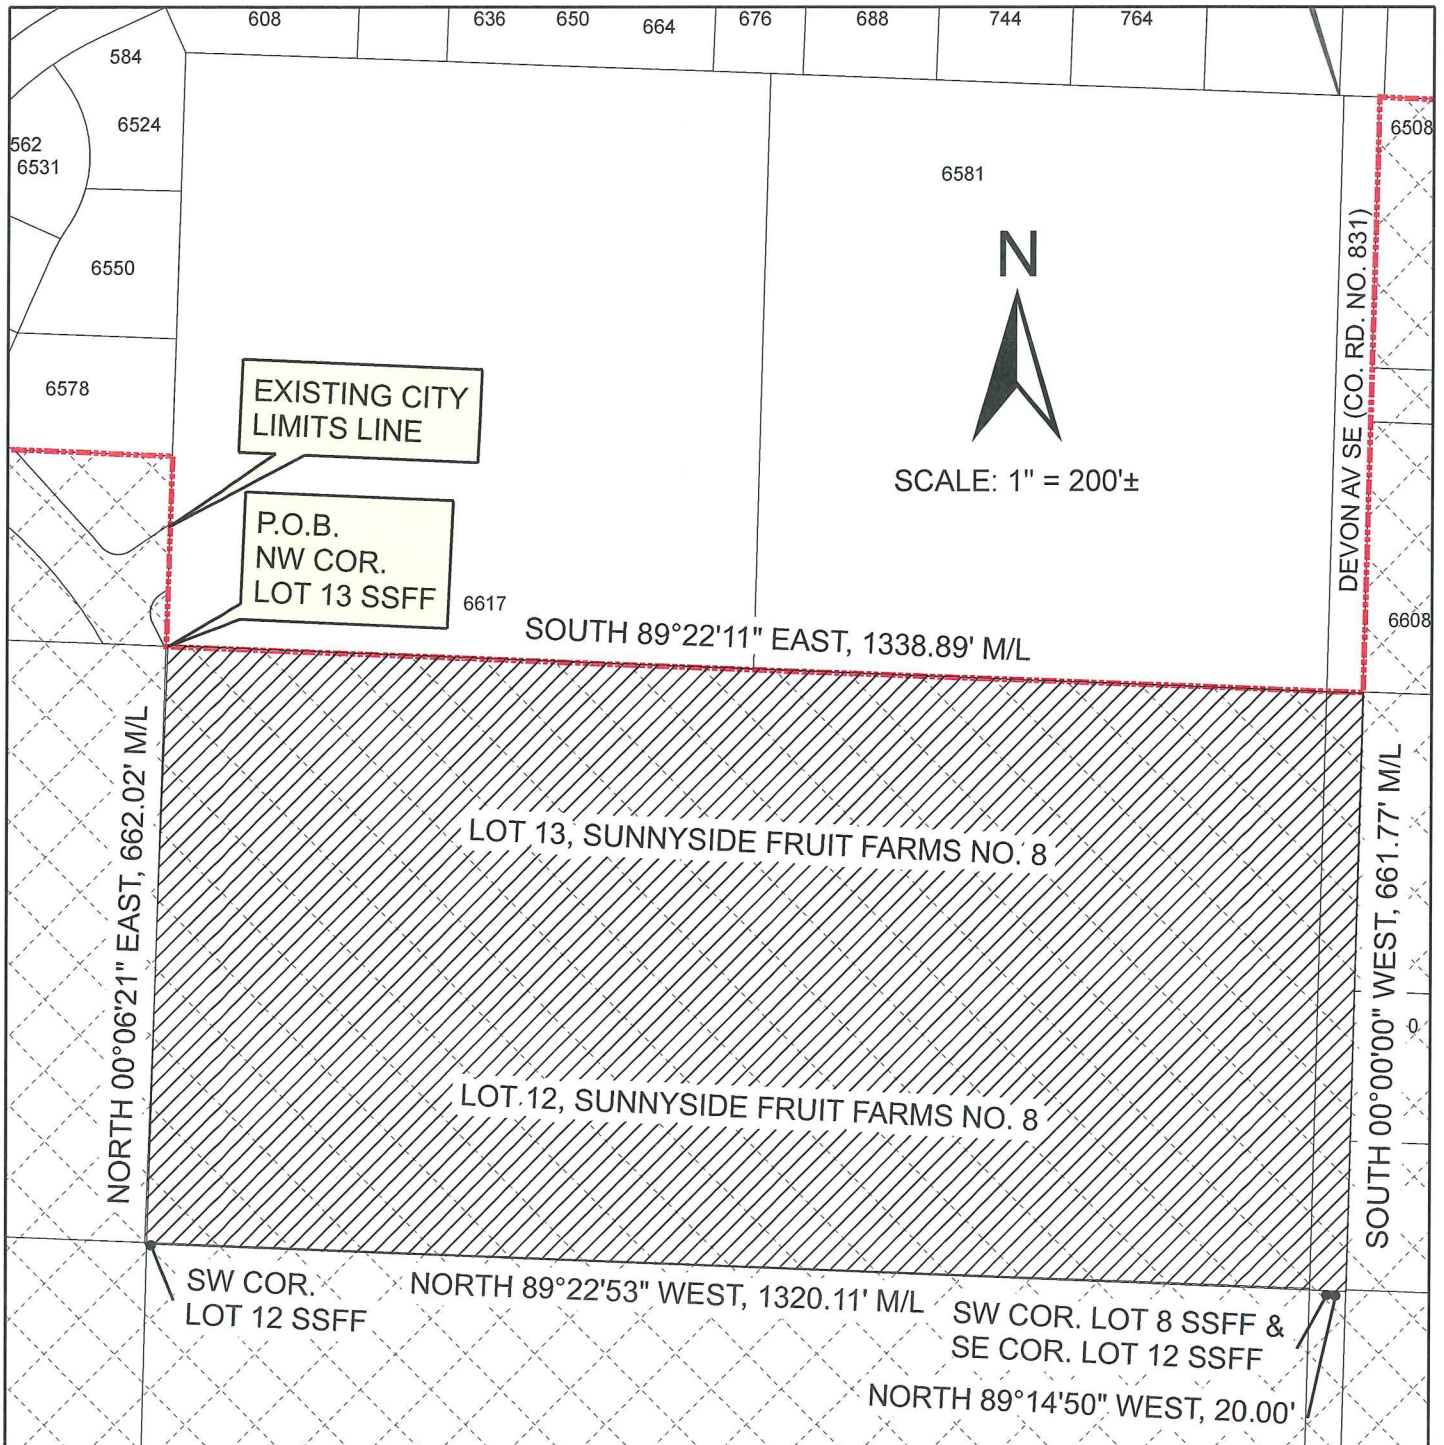 608
636
650
664
676
688
744
764
584
6524
562
6531
6508
6581
6550
N
DEVON AV SE (CO. RD. NO. 831)
6578
EXISTING CITY
LIMITS LINE
SCALE: 1" = 200'±
P.O.B.
NW COR.
LOT 13 SSFF
6617
6608
SOUTH 89°22'11" EAST, 1338.89' M/L
NORTH 00°06'21" EAST, 662.02' M/L
LOT 13, SUNNYSIDE FRUIT FARMS NO. 8
SOUTH 00°00'00" WEST, 661.77' M/L
0
LOT 12, SUNNYSIDE FRUIT FARMS NO. 8
SW COR.
LOT 12 SSFF
NORTH 89°22'53" WEST, 1320.11' M/L
SW COR. LOT 8 SSFF &
SE COR. LOT 12 SSFF
NORTH 89°14'50" WEST, 20.00'